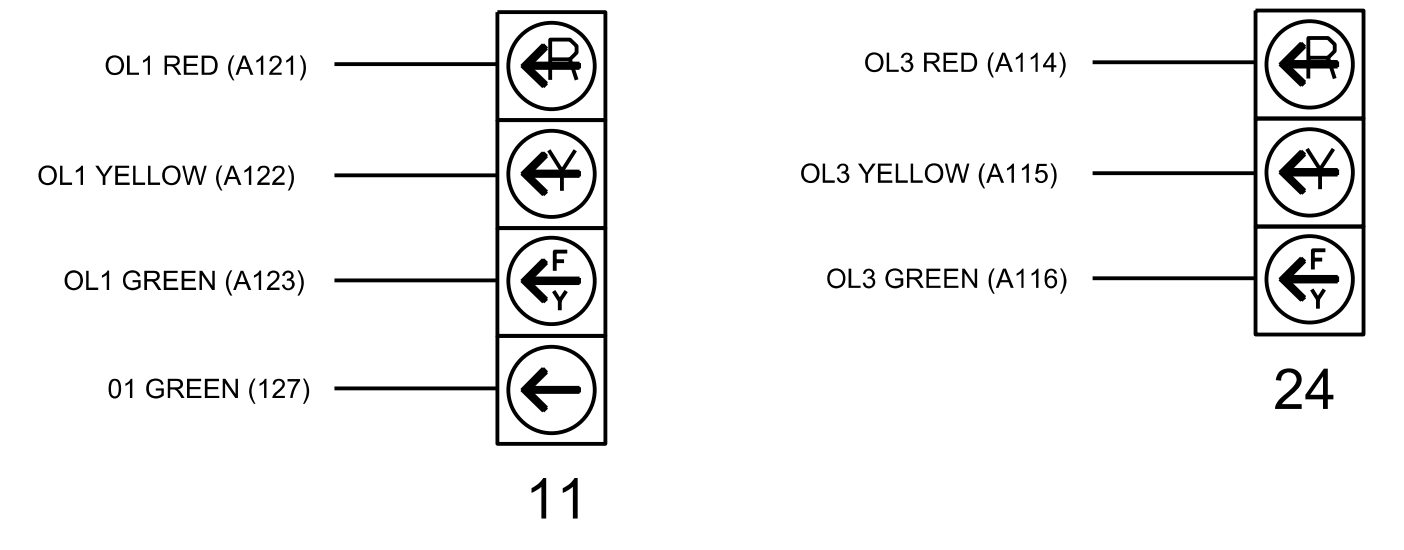 OL1 RED (A121)
R
OL1 YELLOW (A122)
Y
OL1 GREEN (A123)
F
Y
01 GREEN (127)
11
OL3 RED (A114)
R
OL3 YELLOW (A115)
Y
OL3 GREEN (A116)
F
Y
24